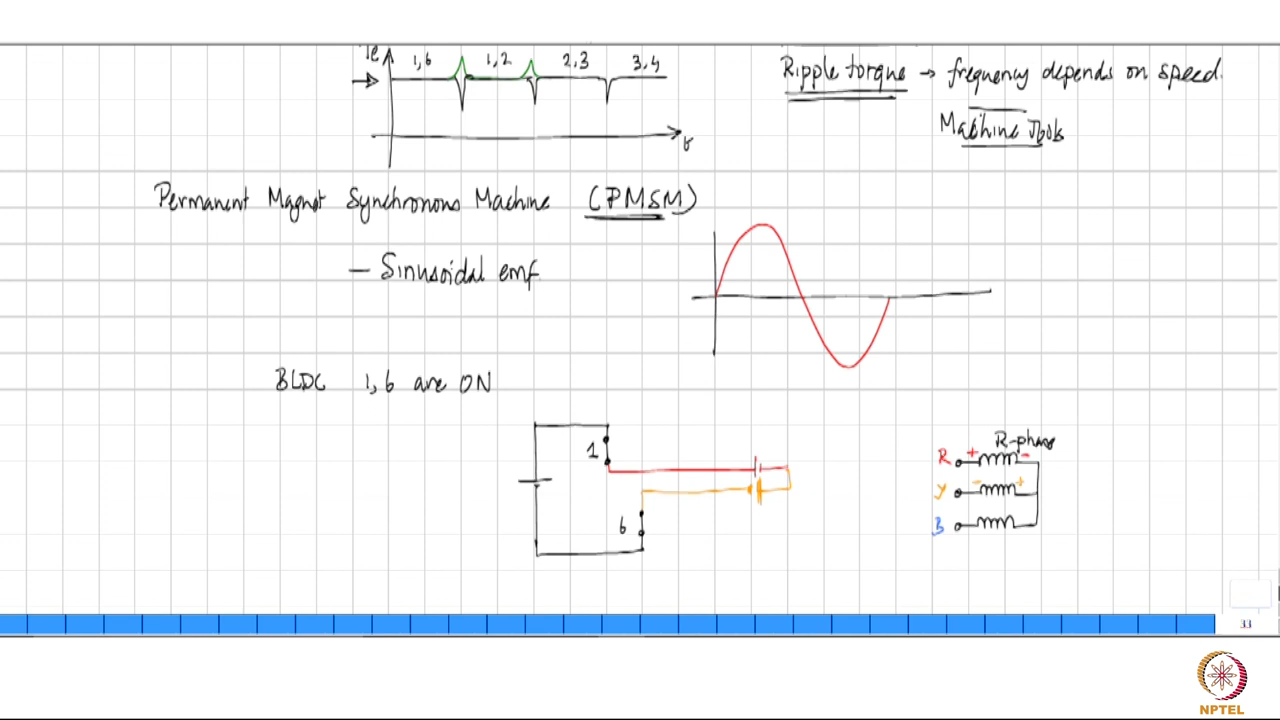 Te
1,6 1,2 2,3 3,4
t
Ripple torque → frequency depends on speed.
Machine
Permanent Magnet Synchronous Machine (PMSM)
- Sinusoidal emf.
BLDC 1,6 are ON
1
6
R-phase
R + -
Y - +
B
33
NPTEL